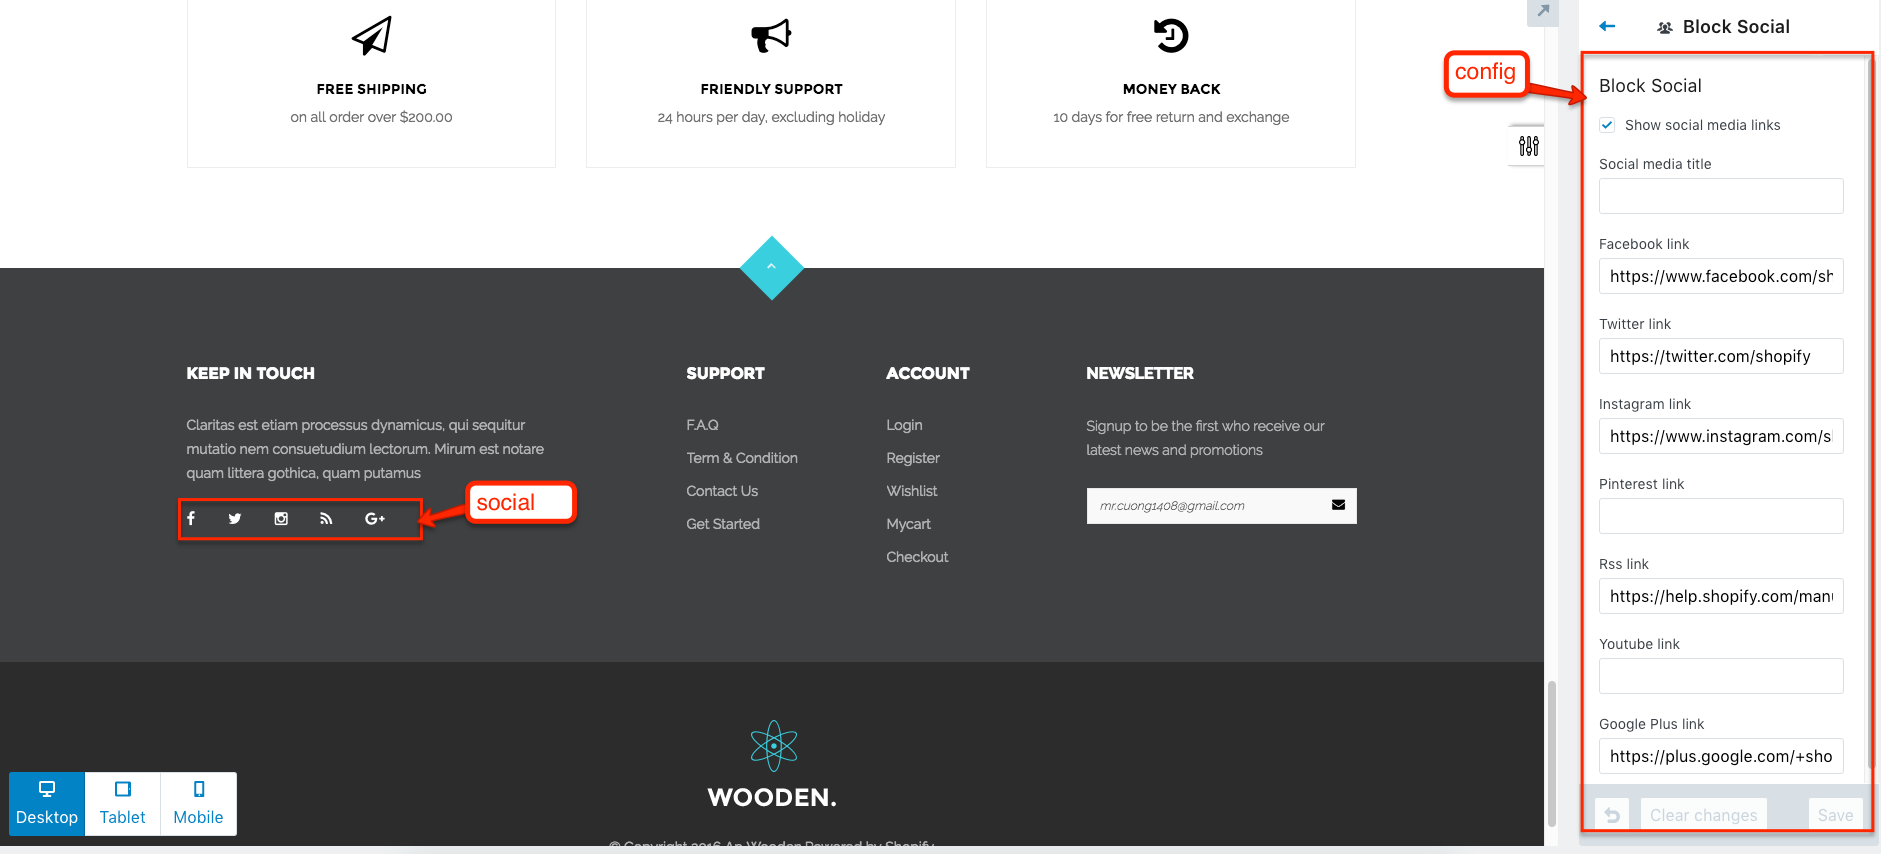 FREE SHIPPING
on all order over $200.00
FRIENDLY SUPPORT
24 hours per day, excluding holiday
MONEY BACK
10 days for free return and exchange
KEEP IN TOUCH
Claritas est etiam processus dynamicus, qui sequitur
mutatio nem consuetudium lectorum. Mirum est notare
quam littera gothica, quam putamus
social
SUPPORT
F.A.Q
Term & Condition
Contact Us
Get Started
ACCOUNT
Login
Register
Wishlist
Mycart
Checkout
NEWSLETTER
Signup to be the first who receive our
latest news and promotions
mr.cuong1408@gmail.com
WOODEN.
© Copyright 2016 Ap Wooden Powered by Shopify
Desktop
Tablet
Mobile
config
Block Social
Block Social
Show social media links
Social media title
Facebook link
https://www.facebook.com/sh
Twitter link
https://twitter.com/shopify
Instagram link
https://www.instagram.com/s
Pinterest link
Rss link
https://help.shopify.com/manu
Youtube link
Google Plus link
https://plus.google.com/+sho
Clear changes
Save